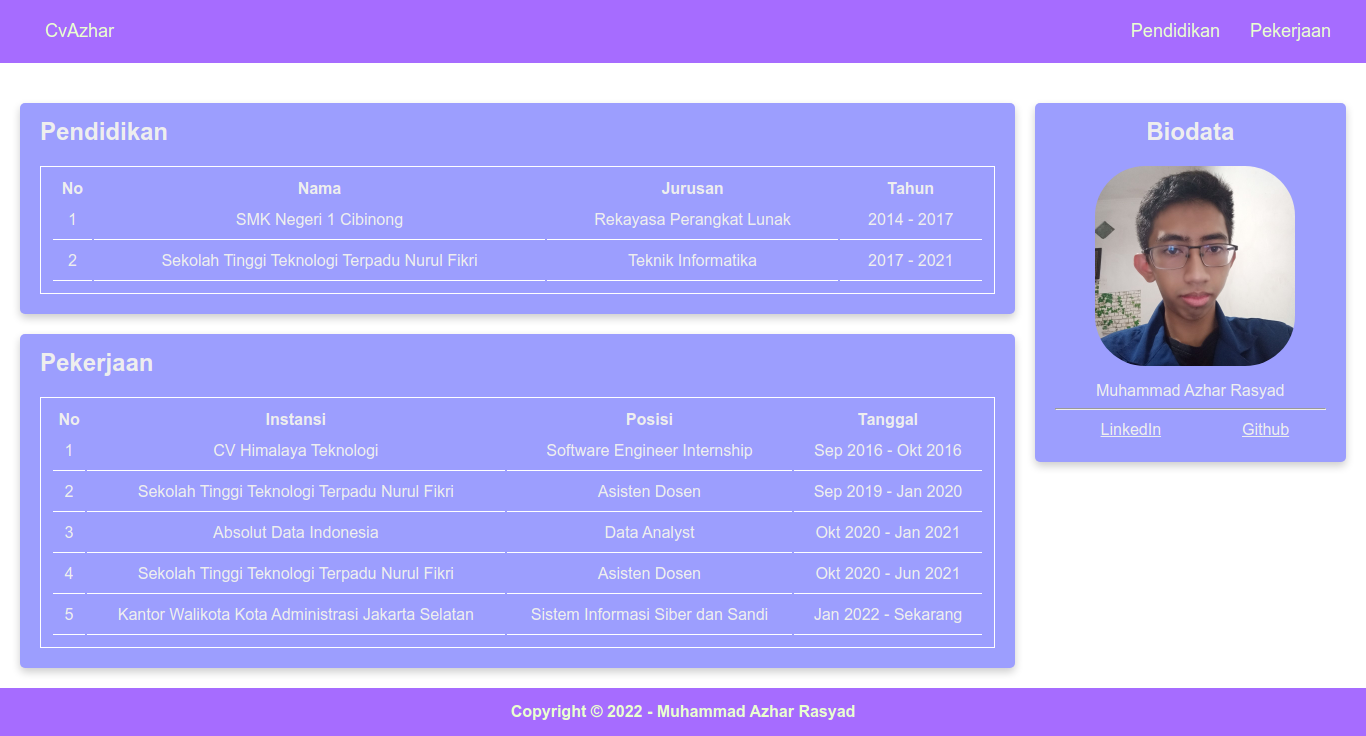 CvAzhar Pendidikan Pekerjaan
Pendidikan
No Nama Jurusan Tahun
1 SMK Negeri 1 Cibinong Rekayasa Perangkat Lunak 2014 - 2017
2 Sekolah Tinggi Teknologi Terpadu Nurul Fikri Teknik Informatika 2017 - 2021
Pekerjaan
No Instansi Posisi Tanggal
1 CV Himalaya Teknologi Software Engineer Internship Sep 2016 - Okt 2016
2 Sekolah Tinggi Teknologi Terpadu Nurul Fikri Asisten Dosen Sep 2019 - Jan 2020
3 Absolut Data Indonesia Data Analyst Okt 2020 - Jan 2021
4 Sekolah Tinggi Teknologi Terpadu Nurul Fikri Asisten Dosen Okt 2020 - Jun 2021
5 Kantor Walikota Kota Administrasi Jakarta Selatan Sistem Informasi Siber dan Sandi Jan 2022 - Sekarang
Biodata
Muhammad Azhar Rasyad
LinkedIn Github
Copyright © 2022 - Muhammad Azhar Rasyad